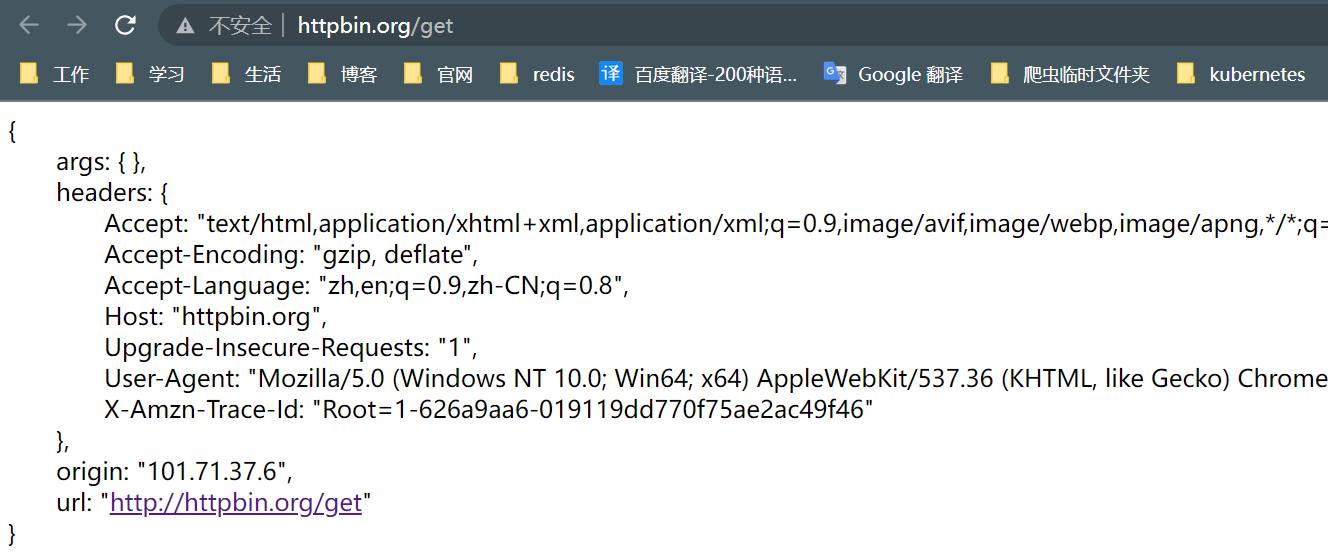 不安全 | httpbin.org/get
工作 学习 生活 博客 官网 redis 译 百度翻译-200种语... Google 翻译 爬虫临时文件夹 kubernetes
{
args: { },
headers: {
Accept: "text/html,application/xhtml+xml,application/xml;q=0.9,image/avif,image/webp,image/apng,*/*;q=
Accept-Encoding: "gzip, deflate",
Accept-Language: "zh,en;q=0.9,zh-CN;q=0.8",
Host: "httpbin.org",
Upgrade-Insecure-Requests: "1",
User-Agent: "Mozilla/5.0 (Windows NT 10.0; Win64; x64) AppleWebKit/537.36 (KHTML, like Gecko) Chrome
X-Amzn-Trace-Id: "Root=1-626a9aa6-019119dd770f75ae2ac49f46"
},
origin: "101.71.37.6",
url: "http://httpbin.org/get"
}